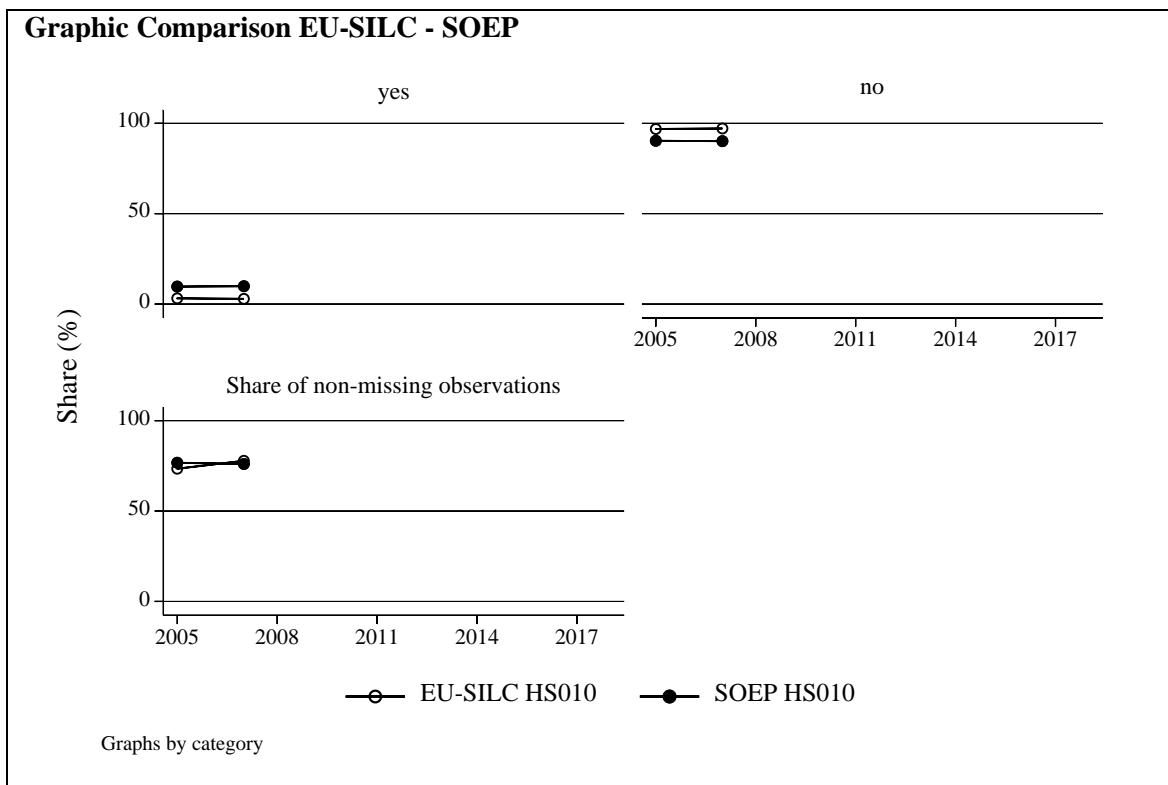 Graphic Comparison EU-SILC - SOEP
yes
no
100
50
0
2005 2008 2011 2014 2017
Share of non-missing observations
100
50
0
2005 2008 2011 2014 2017
Share (%)
EU-SILC HS010 SOEP HS010
Graphs by category